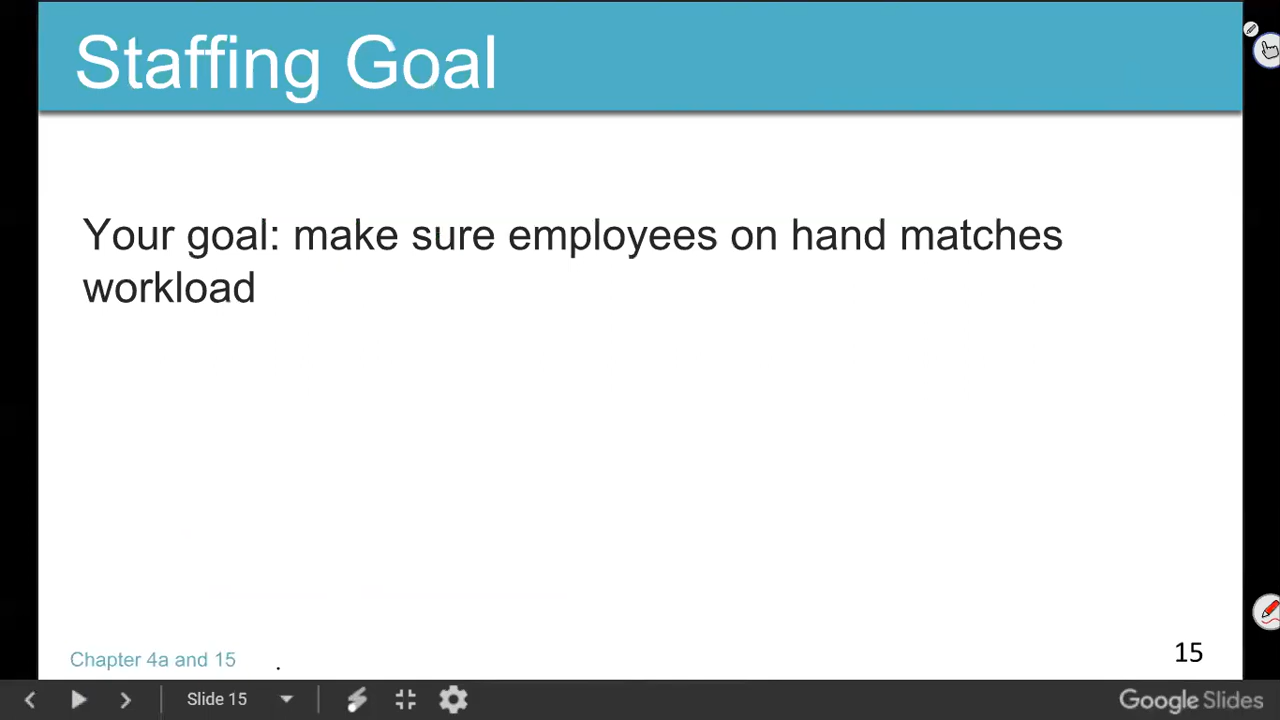 Staffing Goal
Your goal: make sure employees on hand matches
workload
Chapter 4a and 15
.
15
Slide 15
Google Slides